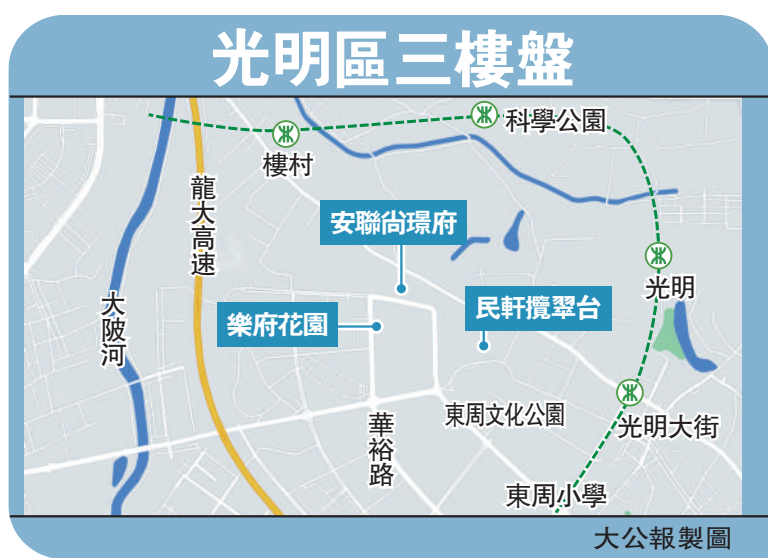 光明區三樓盤
科學公園
樓村
龍大高速
安聯尚璟府
光明
大陂河
樂府花園
民軒攬翠台
東周文化公園
華裕路
光明大街
東周小學
大公報製圖